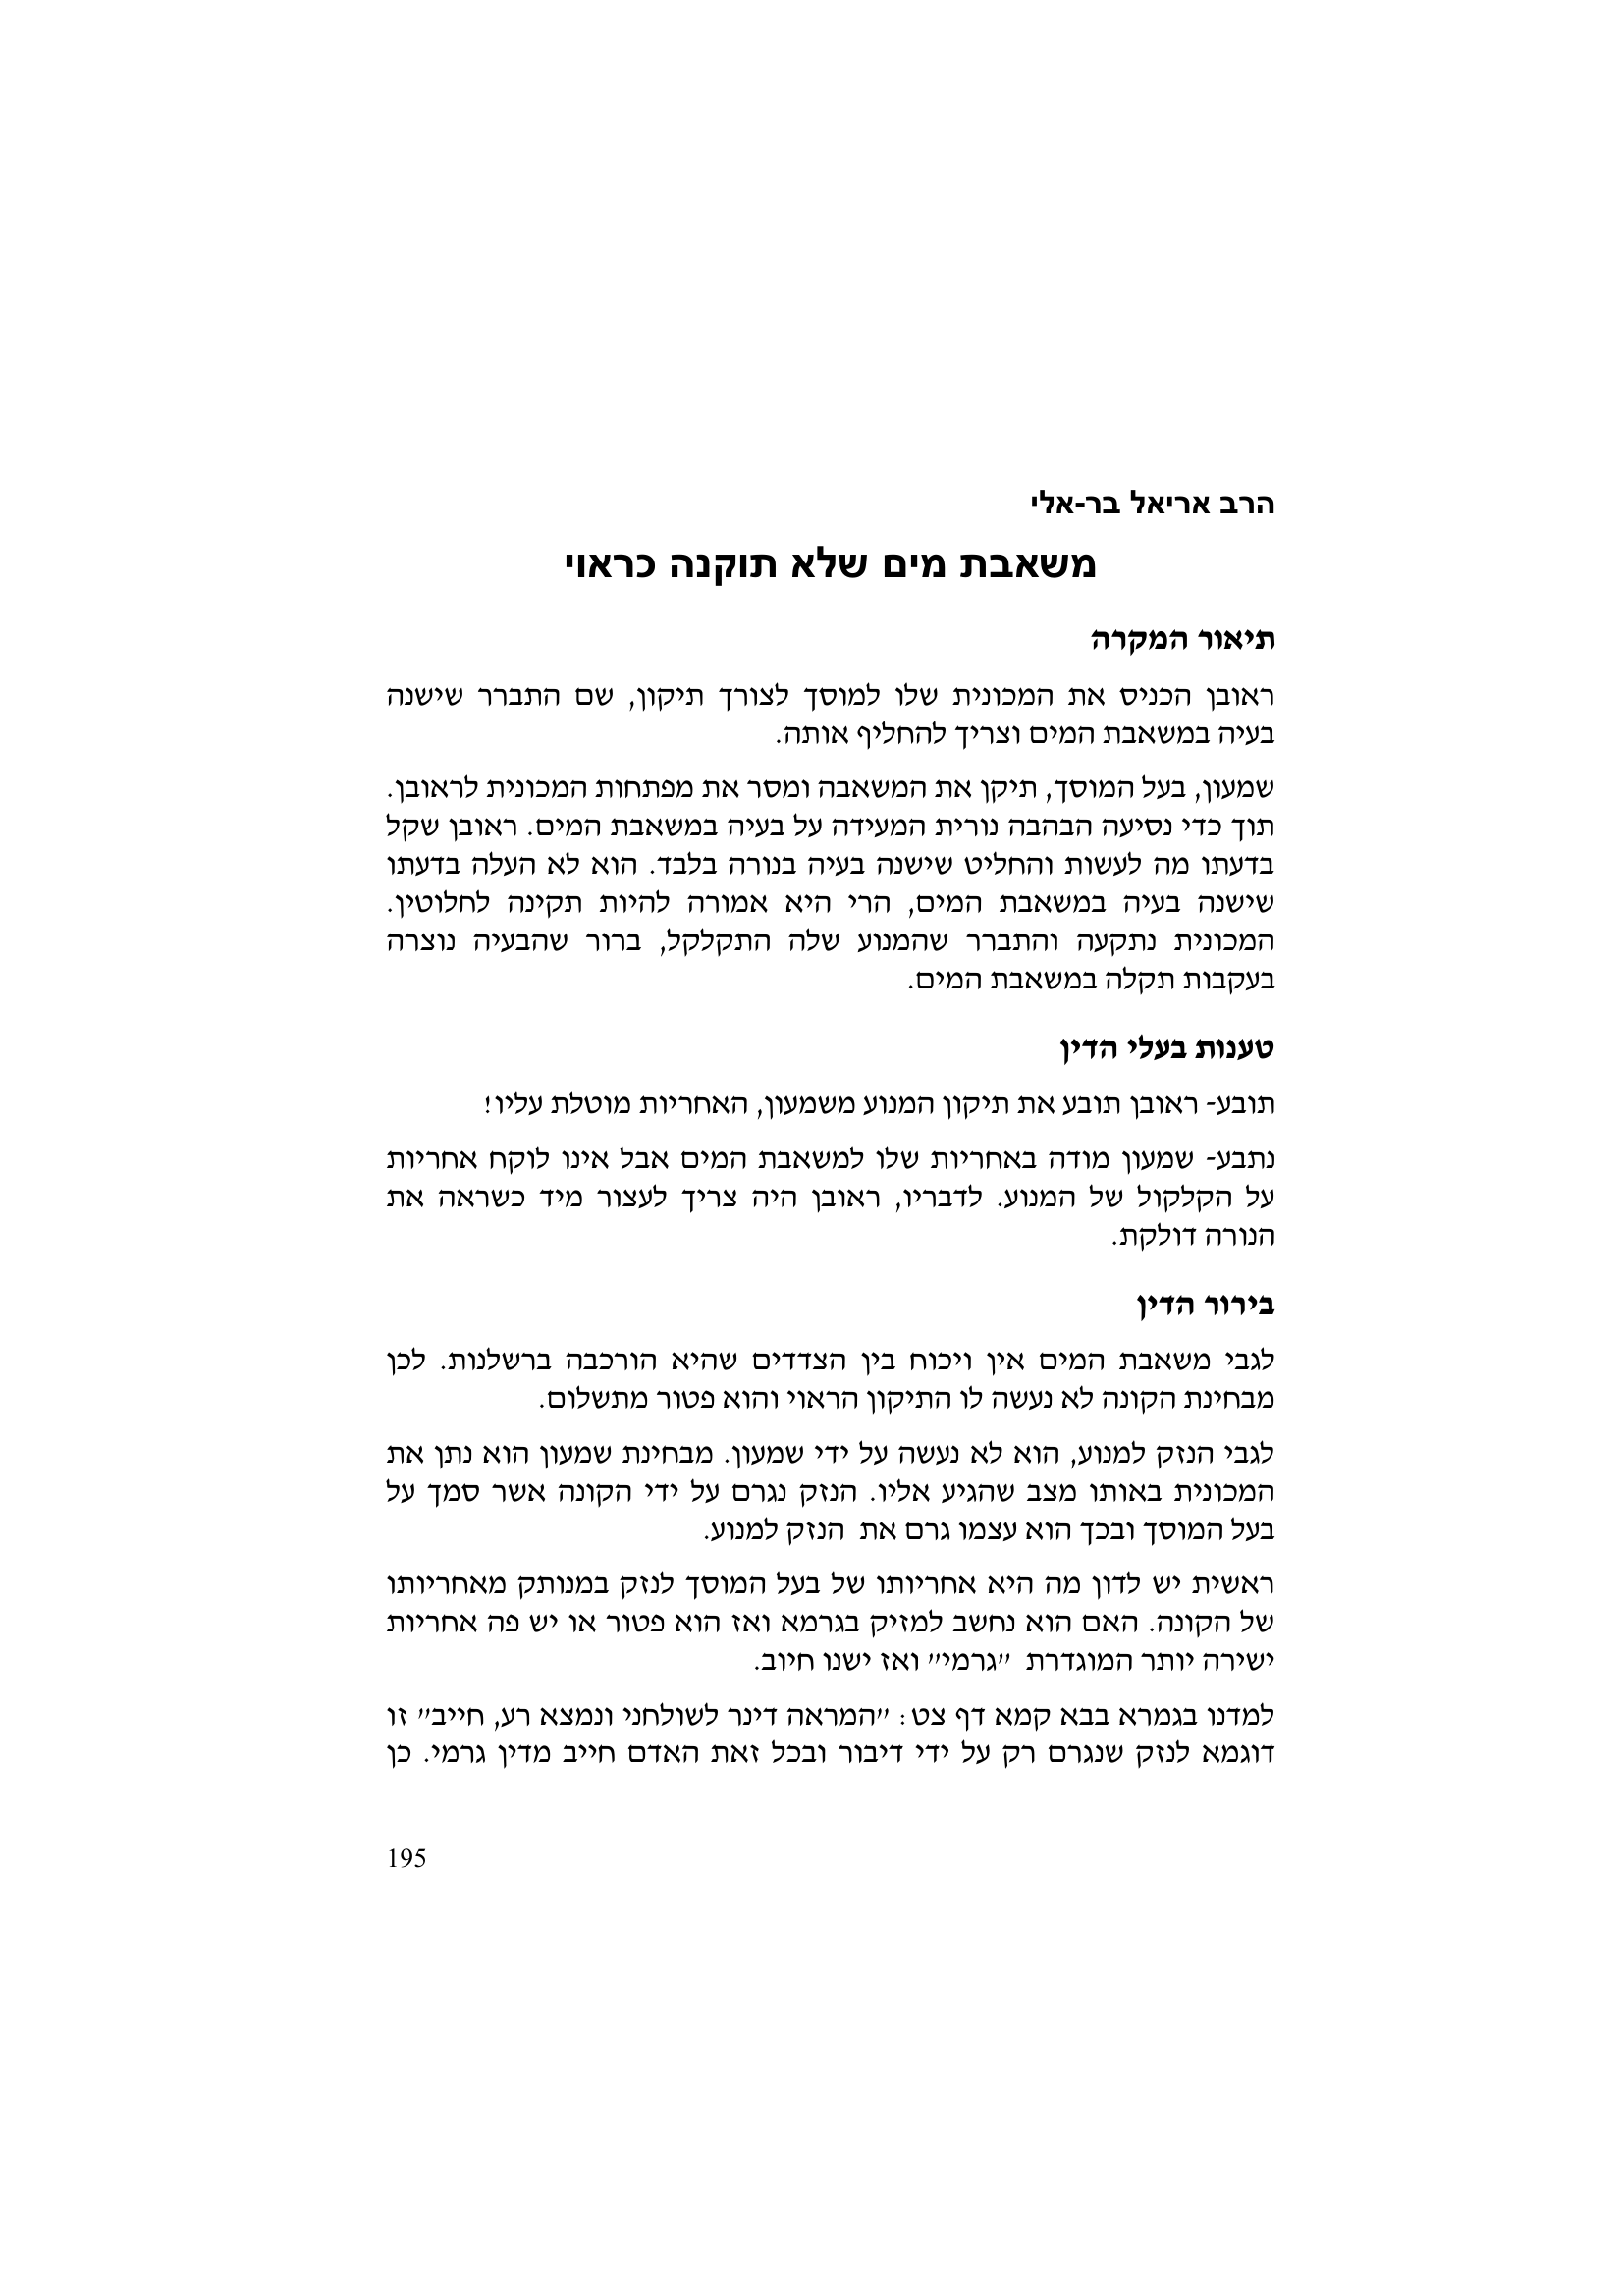 הרב אריאל בר-אלי
משאבת מים שלא תוקנה כראוי
תיאור המקרה
ראובן הכניס את המכונית שלו למוסך לצורך תיקון, שם התברר שישנה
בעיה במשאבת המים וצריך להחליף אותה.
שמעון, בעל המוסך, תיקן את המשאבה ומסר את מפתחות המכונית לראובן.
תוך כדי נסיעה הבהבה נורית המעידה על בעיה במשאבת המים. ראובן שקל
בדעתו מה לעשות והחליט שישנה בעיה בנורה בלבד. הוא לא העלה בדעתו
שישנה בעיה במשאבת המים, הרי היא אמורה להיות תקינה לחלוטין.
המכונית נתקעה והתברר שהמנוע שלה התקלקל, ברור שהבעיה נוצרה
בעקבות תקלה במשאבת המים.
טענות בעלי הדין
תובע- ראובן תובע את תיקון המנוע משמעון, האחריות מוטלת עליו!
נתבע- שמעון מודה באחריות שלו למשאבת המים אבל אינו לוקח אחריות
על הקלקול של המנוע. לדבריו, ראובן היה צריך לעצור מיד כשראה את
הנורה דולקת.
בירור הדין
לגבי משאבת המים אין ויכוח בין הצדדים שהיא הורכבה ברשלנות. לכן
מבחינת הקונה לא נעשה לו התיקון הראוי והוא פטור מתשלום.
לגבי הנזק למנוע, הוא לא נעשה על ידי שמעון. מבחינת שמעון הוא נתן את
המכונית באותו מצב שהגיע אליו. הנזק נגרם על ידי הקונה אשר סמך על
בעל המוסך ובכך הוא עצמו גרם את הנזק למנוע.
ראשית יש לדון מה היא אחריותו של בעל המוסך לנזק במנותק מאחריותו
של הקונה. האם הוא נחשב למזיק בגרמא ואז הוא פטור או יש פה אחריות
ישירה יותר המוגדרת "גרמי" ואז ישנו חיוב.
למדנו בגמרא בבא קמא דף צט: "המראה דינר לשולחני ונמצא רע, חייב" זו
דוגמא לנזק שנגרם רק על ידי דיבור ובכל זאת האדם חייב מדין גרמי. כן
195